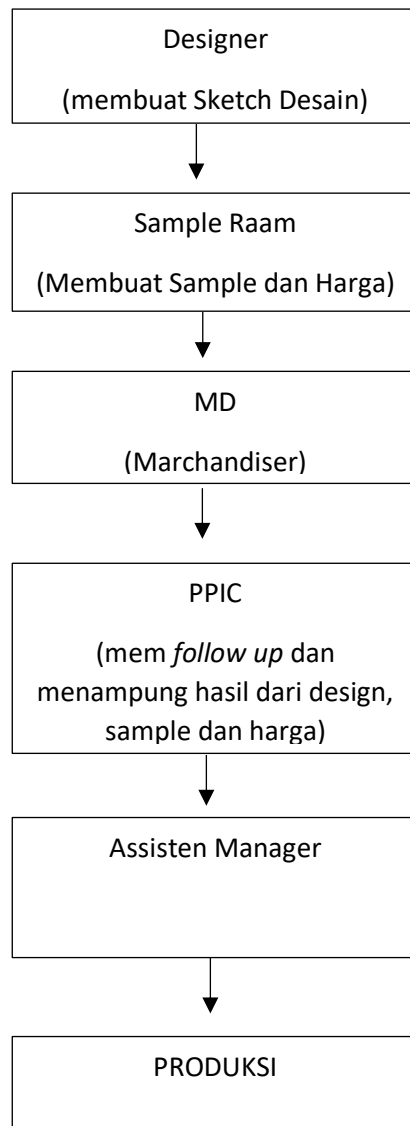 Designer
(membuat Sketch Desain)
Sample Raam
(Membuat Sample dan Harga)
MD
(Marchandiser)
PPIC
(mem follow up dan
menampung hasil dari design,
sample dan harga)
Assisten Manager
PRODUKSI